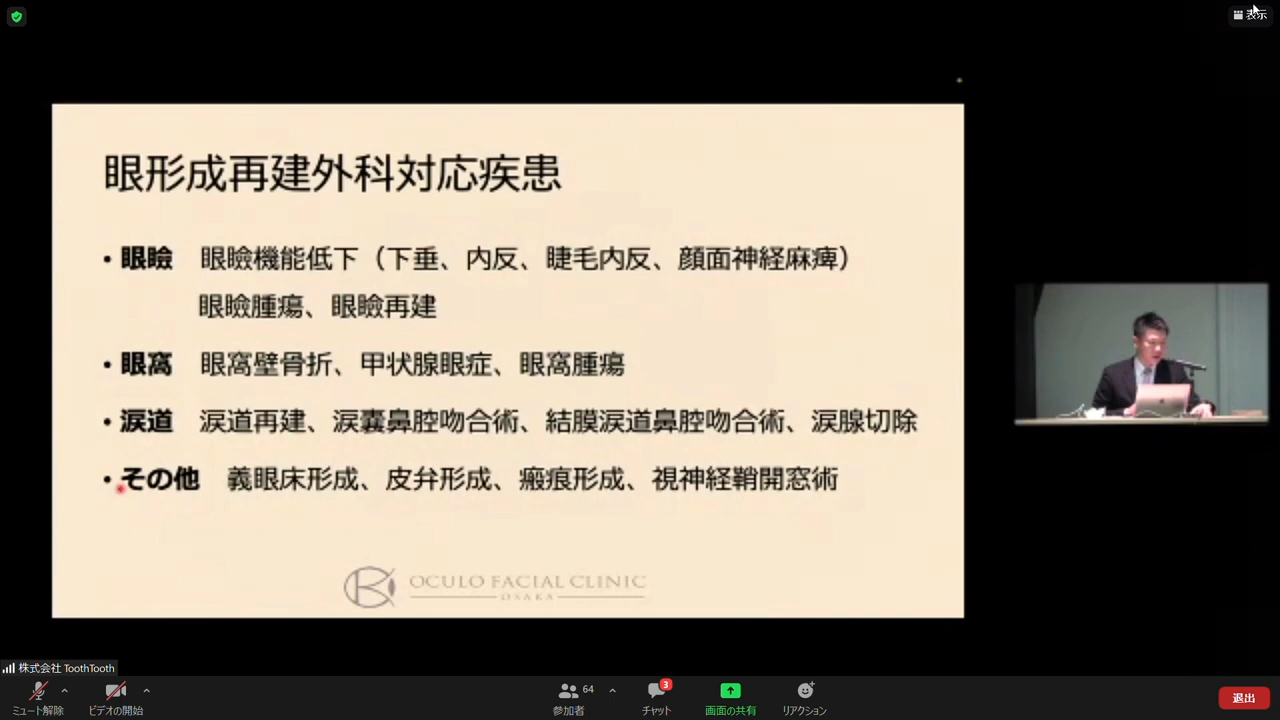 表示
眼形成再建外科対応疾患
・眼瞼 眼瞼機能低下（下垂、内反、睫毛内反、顔面神経麻痺）
眼瞼腫瘍、眼瞼再建
・眼窩 眼窩壁骨折、甲状腺眼症、眼窩腫瘍
・涙道 涙道再建、涙嚢鼻腔吻合術、結膜涙道鼻腔吻合術、涙腺切除
・その他 義眼床形成、皮弁形成、瘢痕形成、視神経鞘開窓術
OCULO FACIAL CLINIC
OSAKA
株式会社 ToothTooth
ミュート解除 ビデオの開始 64 参加者 3 チャット 画面の共有 リアクション 退出